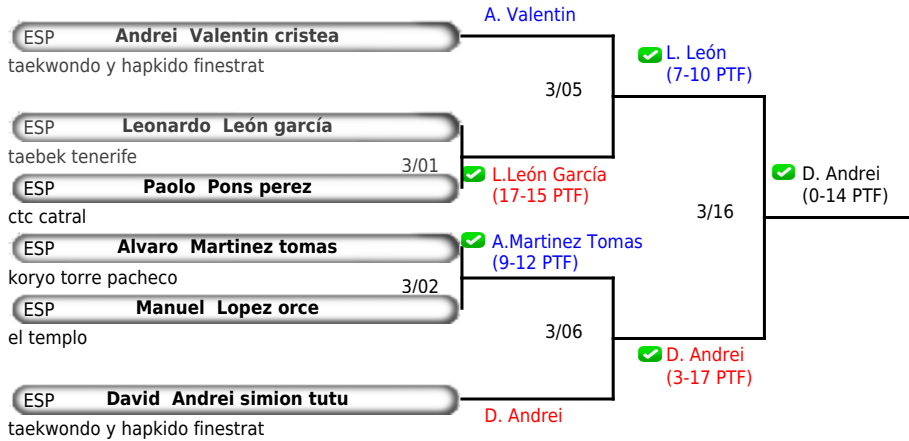 A. Valentin
ESP Andrei Valentin cristea
taekwondo y hapkido finestrat
L. León
(7-10 PTF)
3/05
ESP Leonardo León garcía
taebek tenerife
3/01
L.León García
(17-15 PTF)
ESP Paolo Pons perez
ctc catral
D. Andrei
(0-14 PTF)
3/16
ESP Alvaro Martinez tomas
koryo torre pacheco
A.Martinez Tomas
(9-12 PTF)
3/02
ESP Manuel Lopez orce
el templo
3/06
D. Andrei
(3-17 PTF)
ESP David Andrei simion tutu
taekwondo y hapkido finestrat
D. Andrei